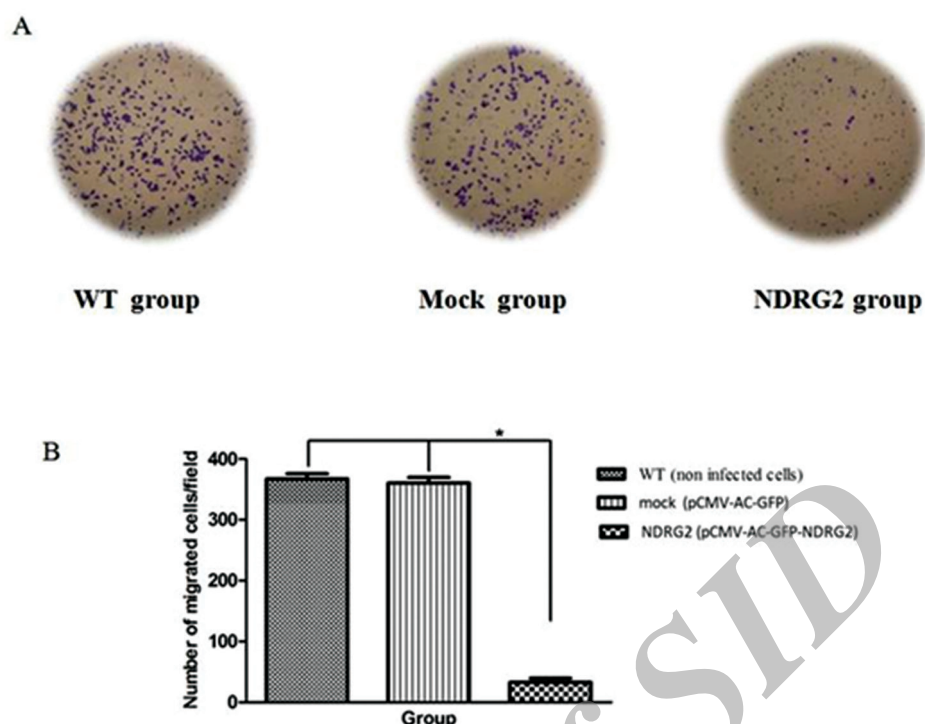 A
WT group
Mock group
NDRG2 group
B
Number of migrated cells/field
400
300
200
100
0
*
Group
WT (non infected cells)
mock (pCMV-AC-GFP)
NDRG2 (pCMV-AC-GFP-NDRG2)
of SID